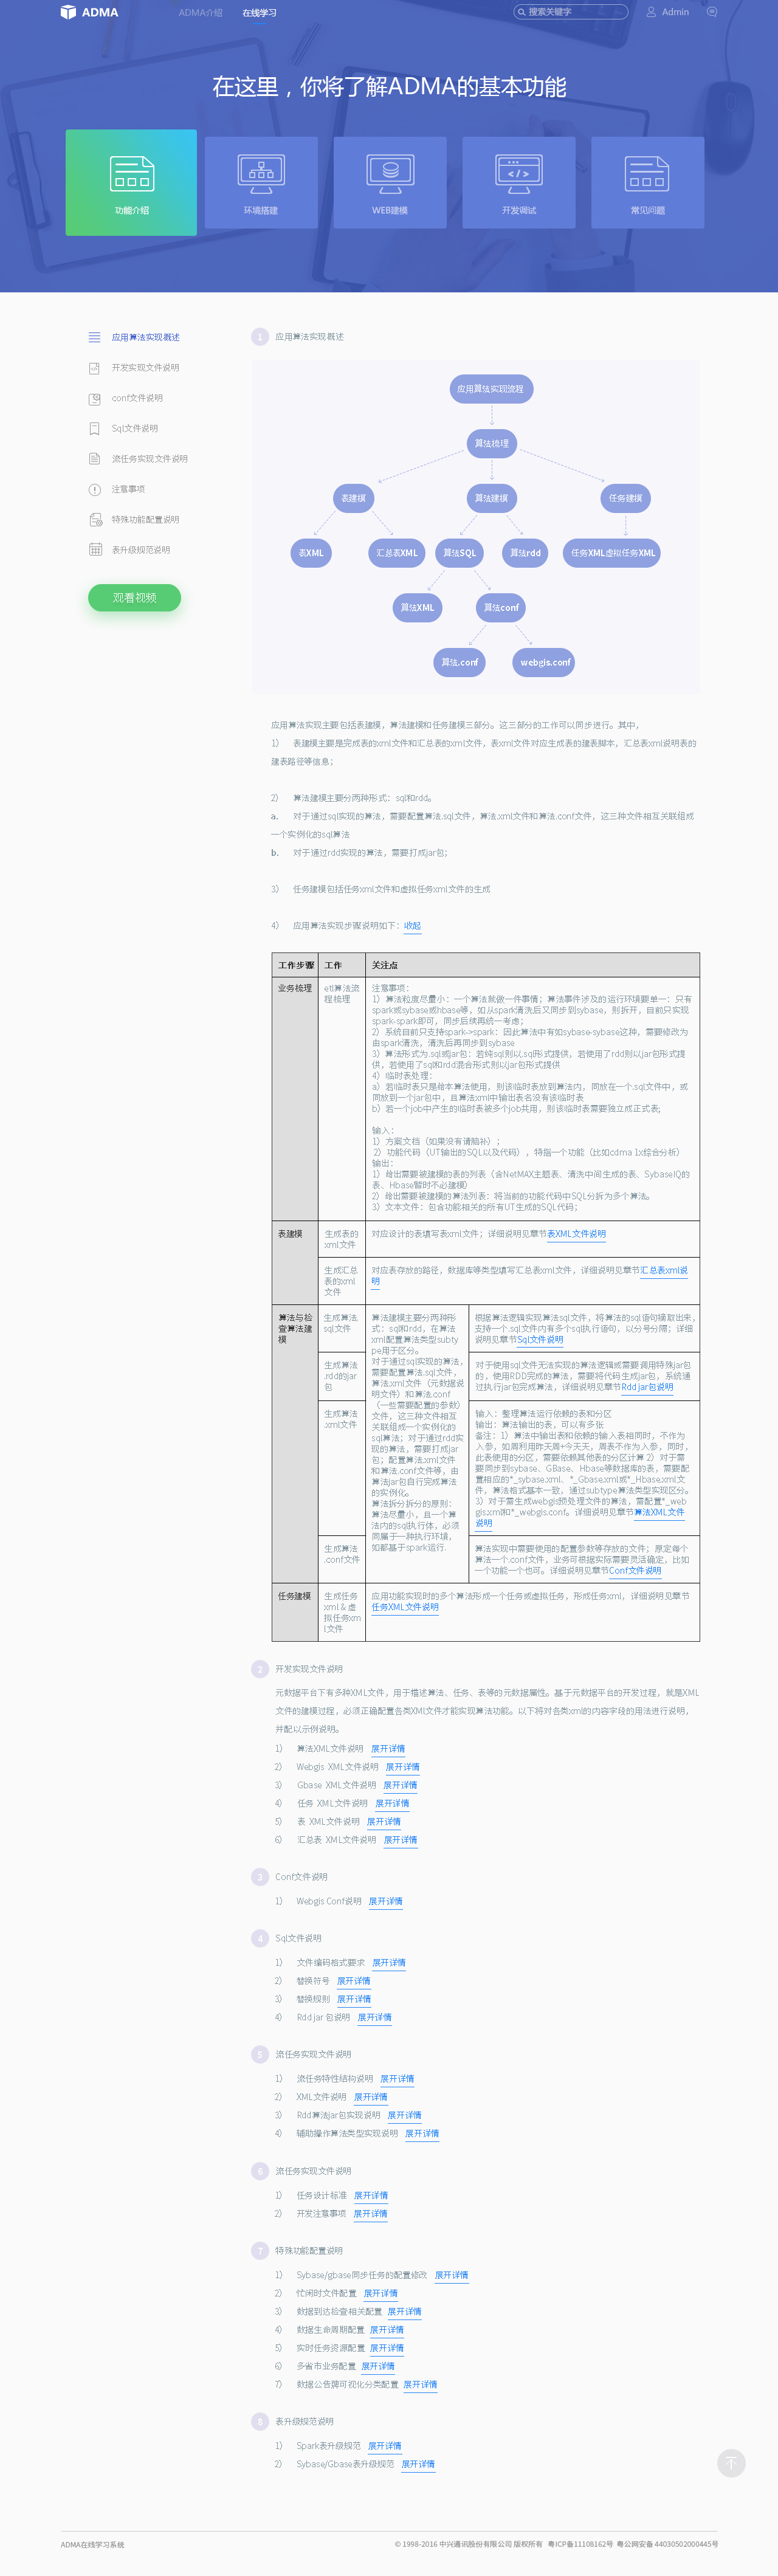 ADMA
ADMA介绍
在线学习
搜索关键字
Admin
在这里，你将了解ADMA的基本功能
功能介绍
环境搭建
WEB建模
开发调试
常见问题
应用算法实现概述
开发实现文件说明
conf文件说明
Sql文件说明
流任务实现文件说明
注意事项
特殊功能配置说明
表升级规范说明
观看视频
1 应用算法实现概述
应用算法实现流程
算法梳理
表建模
算法建模
任务建模
表XML
汇总表XML
算法SQL
算法rdd
任务XML虚拟任务XML
算法XML
算法conf
算法.conf
webgis.conf
应用算法实现主要包括表建模，算法建模和任务建模三部分。这三部分的工作可以同步进行。其中，
1） 表建模主要是完成表的xml文件和汇总表的xml文件，表xml文件对应生成表的建表脚本，汇总表xml说明表的
建表路径等信息；
2） 算法建模主要分两种形式：sql和rdd。
a. 对于通过sql实现的算法，需要配置算法.sql文件，算法.xml文件和算法.conf文件，这三种文件相互关联组成
一个实例化的sql算法
b. 对于通过rdd实现的算法，需要打成jar包；
3） 任务建模包括任务xml文件和虚拟任务xml文件的生成
4） 应用算法实现步骤说明如下：收起
工作步骤 工作 关注点
业务梳理
etl算法流
程梳理
注意事项：
1）算法粒度尽量小：一个算法就做一件事情；算法事件涉及的运行环境要单一：只有
spark或sybase或hbase等，如从spark清洗后又同步到sybase，则拆开，目前只实现
spark-spark即可，同步后续再统一考虑；
2）系统目前只支持spark->spark：因此算法中有如sybase-sybase这种，需要修改为
由spark清洗，清洗后再同步到sybase
3）算法形式为.sql或jar包：若纯sql则以.sql形式提供，若使用了rdd则以jar包形式提
供，若使用了sql和rdd混合形式则以jar包形式提供
4）临时表处理：
a）若临时表只是给本算法使用，则该临时表放到算法内，同放在一个.sql文件中，或
同放到一个jar包中，且算法xml中输出表名没有该临时表
b）若一个job中产生的临时表被多个job共用，则该临时表需要独立成正式表;
输入：
1）方案文档（如果没有请脑补）；
2）功能代码（UT输出的SQL以及代码），特指一个功能（比如cdma 1x综合分析）
输出：
1）给出需要被建模的表的列表（含NetMAX主题表、清洗中间生成的表、SybaseIQ的
表、Hbase暂时不必建模）
2）给出需要被建模的算法列表：将当前的功能代码中SQL分拆为多个算法。
3）文本文件：包含功能相关的所有UT生成的SQL代码；
表建模
生成表的
xml文件
对应设计的表填写表xml文件；详细说明见章节表XML文件说明
生成汇总
表的xml
文件
对应表存放的路径，数据库等类型填写汇总表xml文件，详细说明见章节汇总表xml说
明
算法与检
查算法建
模
生成算法.
sql文件
算法建模主要分两种形
式：sql和rdd，在算法
xml配置算法类型subty
pe用于区分。
对于通过sql实现的算法，
需要配置算法.sql文件，
算法.xml文件（元数据说
明文件）和算法.conf
（一些需要配置的参数）
文件，这三种文件相互
关联组成一个实例化的
sql算法；对于通过rdd实
现的算法，需要打成jar
包；配置算法.xml文件
和算法.conf文件等，由
算法jar包自行完成算法
的实例化。
算法拆分拆分的原则：
算法尽量小，且一个算
法内的sql执行体，必须
同属于一种执行环境，
如都基于spark运行.
根据算法逻辑实现算法sql文件，将算法的sql语句摘取出来，
支持一个.sql文件内有多个sql执行语句，以分号分隔；详细
说明见章节Sql文件说明
生成算法
.rdd的jar
包
对于使用sql文件无法实现的算法逻辑或需要调用特殊jar包
的，使用RDD完成的算法，需要将代码生成jar包，系统通
过执行jar包完成算法，详细说明见章节Rdd jar包说明
生成算法
.xml文件
输入：整理算法运行依赖的表和分区
输出：算法输出的表，可以有多张
备注：1）算法中输出表和依赖的输入表相同时，不作为
入参，如周利用昨天周+今天天，周表不作为入参，同时，
此表使用的分区，需要依赖其他表的分区计算 2）对于需
要同步到sybase、GBase、Hbase等数据库的表，需要配
置相应的*_sybase.xml、*_Gbase.xml或*_Hbase.xml文
件，算法格式基本一致，通过subtype算法类型实现区分。
3）对于需生成webgis预处理文件的算法，需配置*_web
gis.xml和*_webgis.conf。详细说明见章节算法XML文件
说明
生成算法
.conf文件
算法实现中需要使用的配置参数等存放的文件；原定每个
算法一个.conf文件，业务可根据实际需要灵活确定，比如
一个功能一个也可。详细说明见章节Conf文件说明
任务建模
生成任务
xml & 虚
拟任务xm
l文件
应用功能实现时的多个算法形成一个任务或虚拟任务，形成任务xml，详细说明见章节
任务XML文件说明
2 开发实现文件说明
元数据平台下有多种XML文件，用于描述算法、任务、表等的元数据属性。基于元数据平台的开发过程，就是XML
文件的建模过程，必须正确配置各类XMl文件才能实现算法功能。以下将对各类xml的内容字段的用法进行说明，
并配以示例说明。
1） 算法XML文件说明 展开详情
2） Webgis XML文件说明 展开详情
3） Gbase XML文件说明 展开详情
4） 任务 XML文件说明 展开详情
5） 表 XML文件说明 展开详情
6） 汇总表 XML文件说明 展开详情
3 Conf文件说明
1） Webgis Conf说明 展开详情
4 Sql文件说明
1） 文件编码格式要求 展开详情
2） 替换符号 展开详情
3） 替换规则 展开详情
4） Rdd jar 包说明 展开详情
5 流任务实现文件说明
1） 流任务特性结构说明 展开详情
2） XML文件说明 展开详情
3） Rdd算法jar包实现说明 展开详情
4） 辅助操作算法类型实现说明 展开详情
6 流任务实现文件说明
1） 任务设计标准 展开详情
2） 开发注意事项 展开详情
7 特殊功能配置说明
1） Sybase/gbase同步任务的配置修改 展开详情
2） 忙闲时文件配置 展开详情
3） 数据到达检查相关配置 展开详情
4） 数据生命周期配置 展开详情
5） 实时任务资源配置 展开详情
6） 多省市业务配置 展开详情
7） 数据公告牌可视化分类配置 展开详情
8 表升级规范说明
1） Spark表升级规范 展开详情
2） Sybase/Gbase表升级规范 展开详情
ADMA在线学习系统
© 1998-2016 中兴通讯股份有限公司 版权所有 粤ICP备11108162号 粤公网安备 44030502000445号